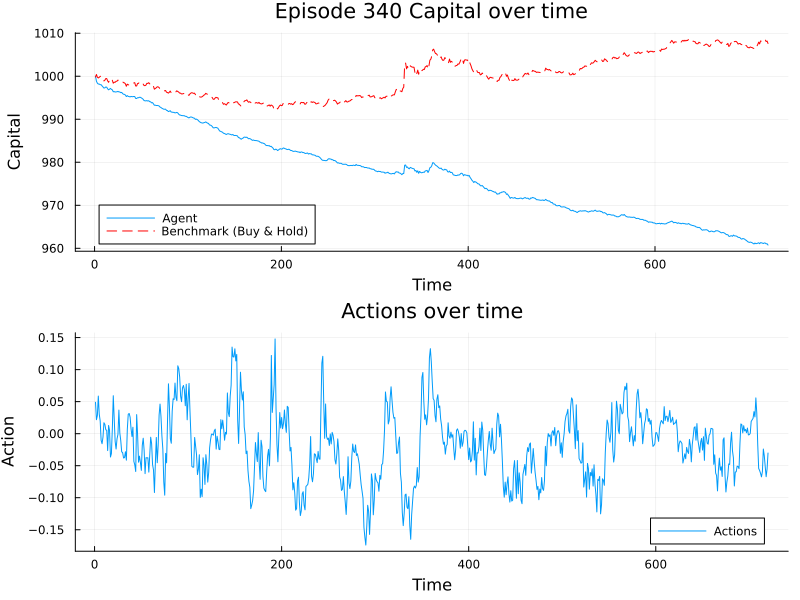 Episode 340 Capital over time
1010
1000
990
980
970
960
Capital
Agent
Benchmark (Buy & Hold)
0
200
400
600
Time
Actions over time
0.15
0.10
0.05
0.00
−0.05
−0.10
−0.15
Action
Actions
0
200
400
600
Time